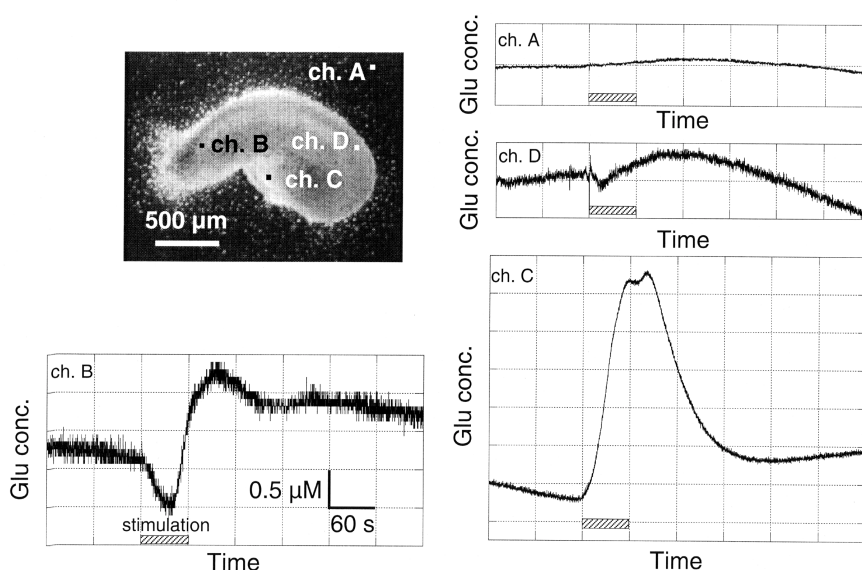 ch. A
ch. B
ch. D
ch. C
500 µm
ch. A
Glu conc.
Time
ch. D
Glu conc.
Time
ch. C
Glu conc.
Time
ch. B
Glu conc.
0.5 µM
60 s
stimulation
Time